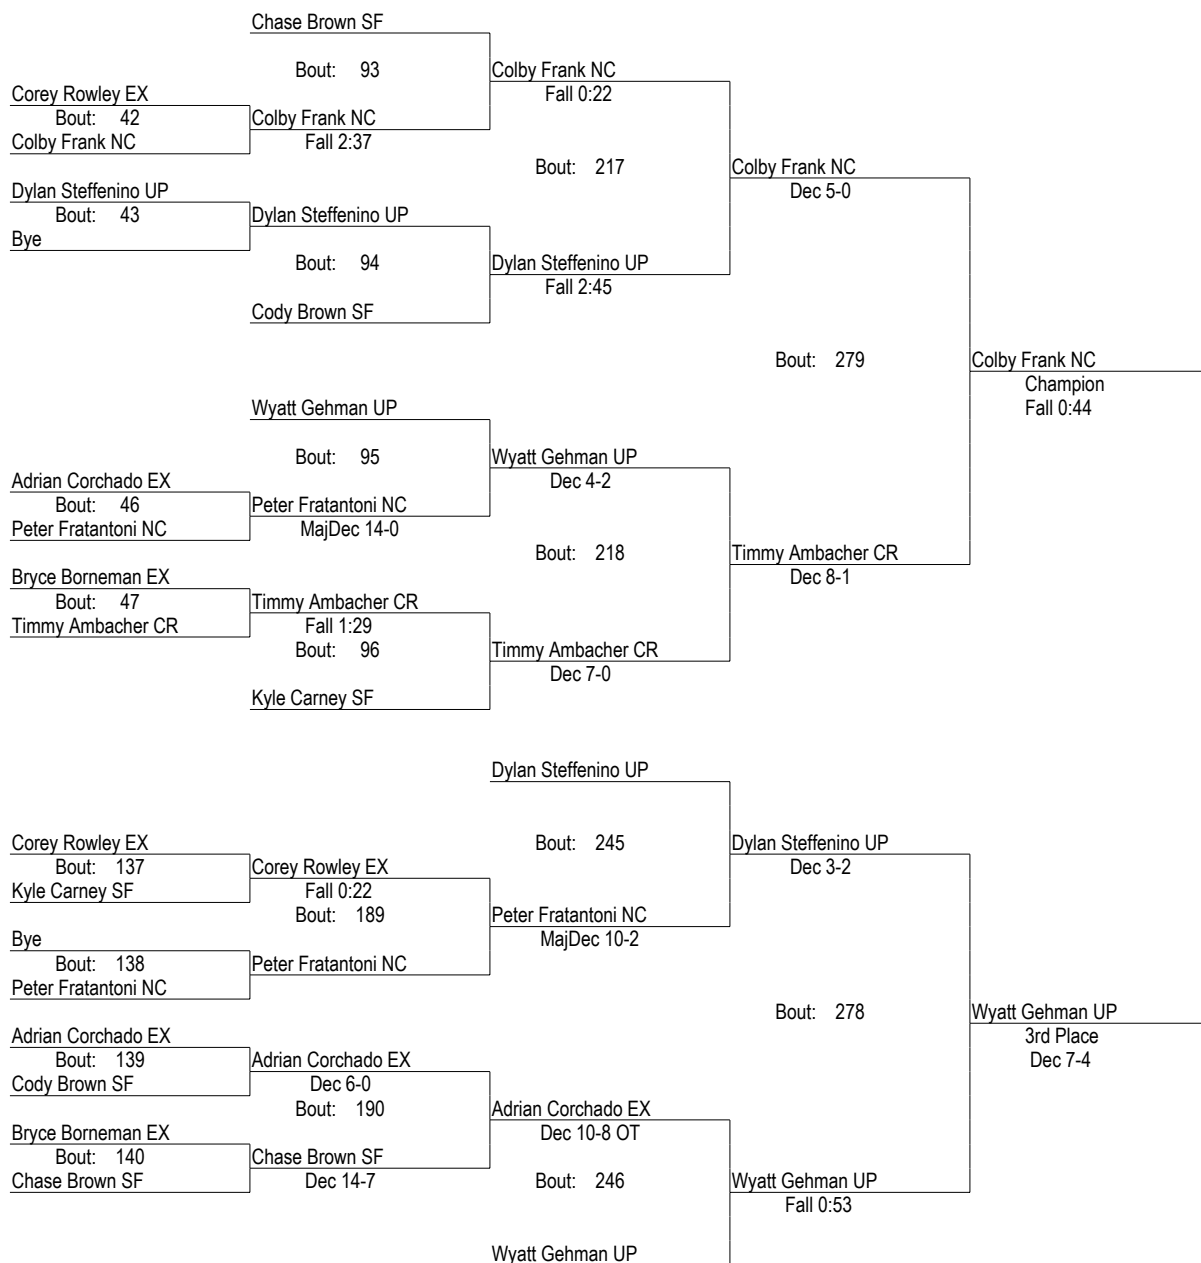 Chase Brown SF
Bout: 93
Colby Frank NC
Corey Rowley EX
Fall 0:22
Bout: 42
Colby Frank NC
Colby Frank NC
Fall 2:37
Bout: 217
Colby Frank NC
Dylan Steffenino UP
Dec 5-0
Bout: 43
Dylan Steffenino UP
Bye
Bout: 94
Dylan Steffenino UP
Fall 2:45
Cody Brown SF
Bout: 279
Colby Frank NC
Champion
Fall 0:44
Wyatt Gehman UP
Bout: 95
Wyatt Gehman UP
Adrian Corchado EX
Dec 4-2
Bout: 46
Peter Fratantoni NC
Peter Fratantoni NC
MajDec 14-0
Bout: 218
Timmy Ambacher CR
Bryce Borneman EX
Dec 8-1
Bout: 47
Timmy Ambacher CR
Timmy Ambacher CR
Fall 1:29
Bout: 96
Timmy Ambacher CR
Dec 7-0
Kyle Carney SF
Dylan Steffenino UP
Corey Rowley EX
Bout: 245
Dylan Steffenino UP
Bout: 137
Corey Rowley EX
Dec 3-2
Kyle Carney SF
Fall 0:22
Bout: 189
Peter Fratantoni NC
Bye
MajDec 10-2
Bout: 138
Peter Fratantoni NC
Peter Fratantoni NC
Bout: 278
Wyatt Gehman UP
Adrian Corchado EX
3rd Place
Bout: 139
Adrian Corchado EX
Dec 7-4
Cody Brown SF
Dec 6-0
Bout: 190
Adrian Corchado EX
Bryce Borneman EX
Dec 10-8 OT
Bout: 140
Chase Brown SF
Chase Brown SF
Dec 14-7
Bout: 246
Wyatt Gehman UP
Fall 0:53
Wyatt Gehman UP